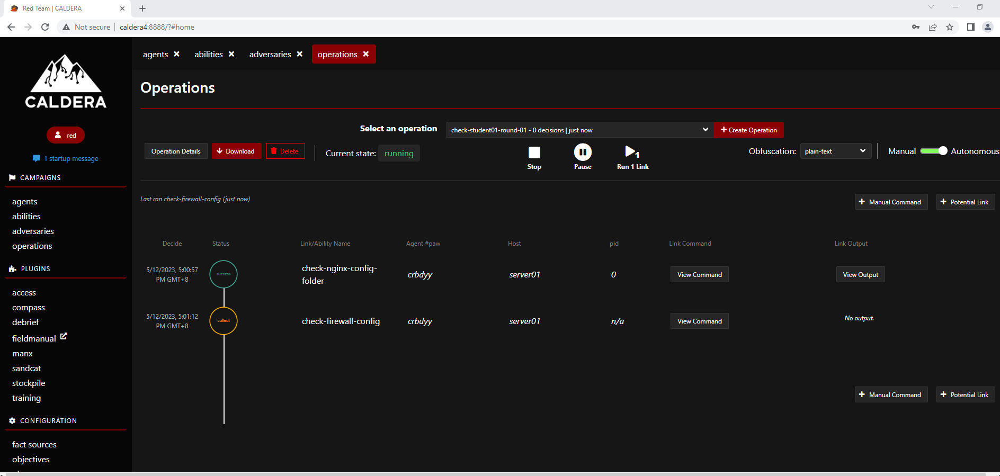 Red Team | CALDERA
Not secure
caldera4:8888/?#home
CALDERA
red
1 startup message
CAMPAIGNS
agents
abilities
adversaries
operations
PLUGINS
access
compass
debrief
fieldmanual
manx
sandcat
stockpile
training
CONFIGURATION
fact sources
objectives
agents
abilities
adversaries
operations
Operations
Select an operation
check-student01-round-01 - 0 decisions | just now
Create Operation
Operation Details
Download
Delete
Current state: running
Stop
Pause
1
Run 1 Link
Obfuscation: plain-text
Manual
Autonomous
Last ran check-firewall-config (just now)
Manual Command
Potential Link
Decide Status Link/Ability Name Agent #paw Host pid Link Command Link Output
5/12/2023, 5:00:57
PM GMT+8
success
check-nginx-config-
folder
crbdyy
server01
0
View Command
View Output
5/12/2023, 5:01:12
PM GMT+8
collect
check-firewall-config
crbdyy
server01
n/a
View Command
No output.
Manual Command
Potential Link